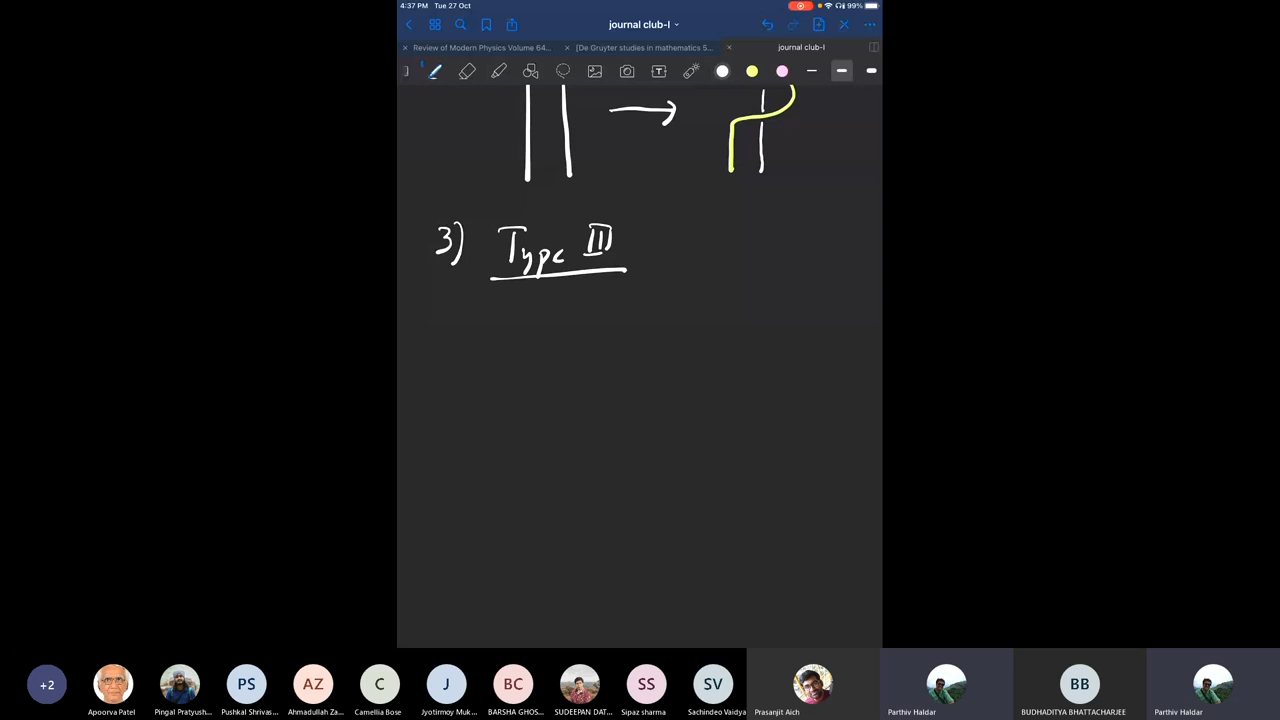 4:37 PM Tue 27 Oct
99%
journal club-I
Review of Modern Physics Volume 64...
[De Gruyter studies in mathematics 5...
journal club-I
3) Type III
+2
Apoorva Patel
Pingal Pratyush...
PS
Pushkal Shrivas...
AZ
Ahmadullah Za...
C
Camellia Bose
J
Jyotirmoy Muk...
BC
BARSHA GHOS...
SUDEEPAN DAT...
SS
Sipaz sharma
SV
Sachindeo Vaidya
Prasanjit Aich
Parthiv Haldar
BB
BUDHADITYA BHATTACHARJEE
Parthiv Haldar